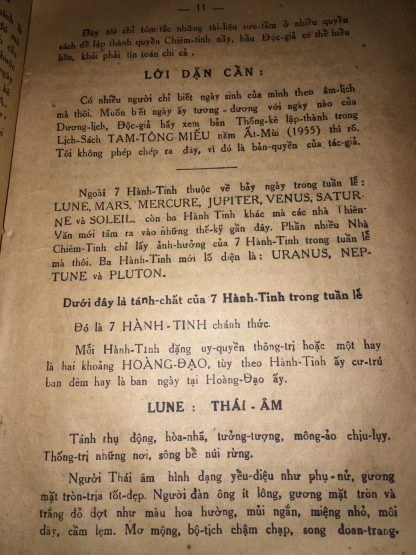 — 11 —
Đây tôi chỉ tóm-tắc những tài-liệu sưu-tầm ở nhiều quyển
sách để lập thành quyển Chiêm-Tinh nầy, hầu Độc-giả có thể hiểu
liền, khỏi phải tìm toán chi cả .
LỜI DẶN CẦN :
Có nhiều người chỉ biết ngày sinh của mình theo âm-lịch
mà thôi. Muốn biết ngày ấy tương - dương với ngày nào của
Dương-lịch, Độc-giả hãy xem bản Thống-kê lập-thành trong
Lịch-Sách TAM-TÔNG-MIẾU năm Ất-Mùi (1955) thì rõ.
Tôi không phép chép ra đây, vì đó là bản-quyền của tác-giả.
Ngoài 7 Hành-Tinh thuộc về bảy ngày trong tuần lễ :
LUNE, MARS, MERCURE, JUPITER, VENUS, SATUR-
NE và SOLEIL. còn ba Hành Tinh khác mà các nhà Thiên-
Văn mới tầm ra vào những thế-kỷ gần đây. Phần nhiều Nhà
Chiêm-Tinh chỉ lấy ảnh-hưởng của 7 Hành-Tinh trong tuần lễ
mà thôi. Ba Hành-Tinh mới lố diện là : URANUS, NEP-
TUNE và PLUTON.
Dưới đây là tánh-chất của 7 Hành-Tinh trong tuần lễ
Đó là 7 HÀNH - TINH chánh thức.
Mỗi Hành-Tinh đặng uy-quyền thống-trị hoặc một hay
là hai khoảng HOÀNG-ĐẠO, tùy theo Hành-Tinh ấy cư-trú
ban đêm hay là ban ngày tại Hoàng-Đạo ấy.
LUNE : THÁI - ÂM
Tánh thụ động, hòa-nhã, tưởng-tượng, mông-ảo chịu-lụy.
Thống-trị những nơi, sông bể núi rừng.
Người Thái âm hình dạng yểu-điệu như phụ - nử, gương
mặt tròn-trịa tốt-đẹp. Người đàn ông ít lông, gương mặt tròn và
trắng đỏ dợt như màu hoa hường, mủi ngắn, miệng nhỏ, môi
dày, cằm lẹm. Mơ mộng, bộ-tịch chậm chạp, song đoan-trang.